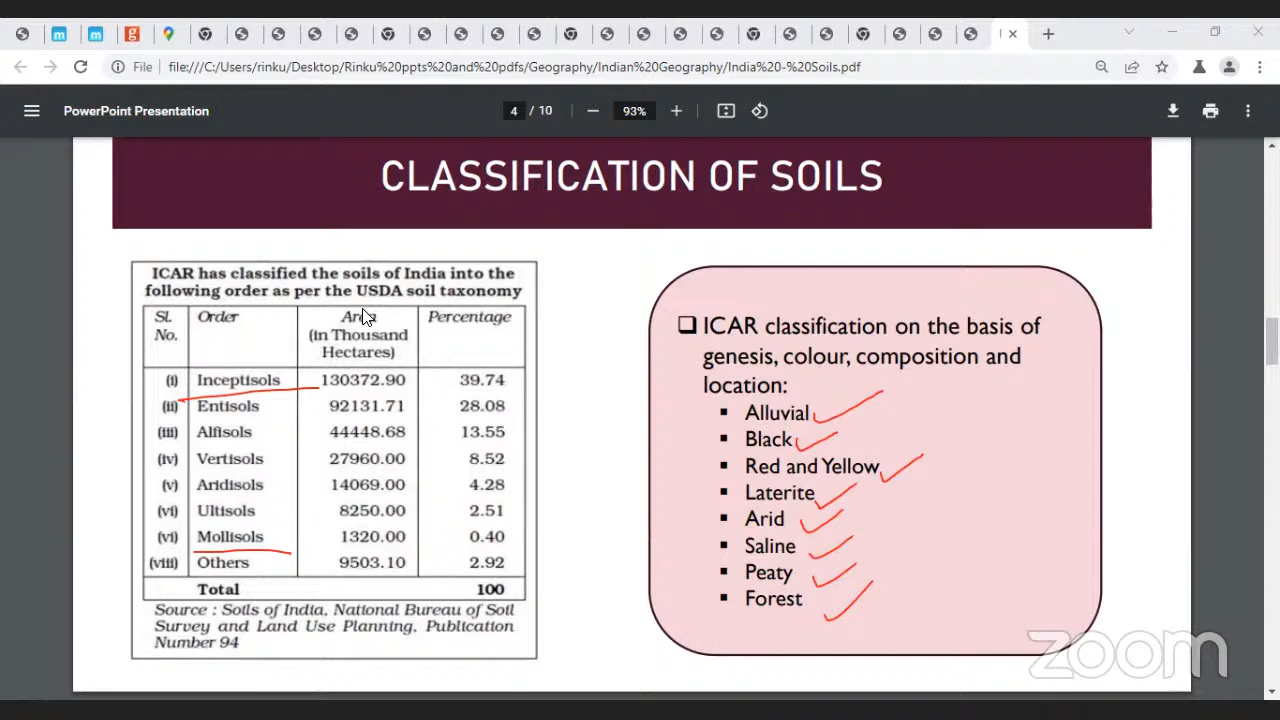 File
file:///C:/Users/rinku/Desktop/Rinku%20ppts%20and%20pdfs/Geography/Indian%20Geography/India%20-%20Soils.pdf
PowerPoint Presentation
4 / 10
93%
CLASSIFICATION OF SOILS
ICAR has classified the soils of India into the
following order as per the USDA soil taxonomy
Sl. No. Order Area (in Thousand Hectares) Percentage
(i) Inceptisols 130372.90 39.74
(ii) Entisols 92131.71 28.08
(iii) Alfisols 44448.68 13.55
(iv) Vertisols 27960.00 8.52
(v) Aridisols 14069.00 4.28
(vi) Ultisols 8250.00 2.51
(vi) Mollisols 1320.00 0.40
(viii) Others 9503.10 2.92
Total 100
Source : Soils of India, National Bureau of Soil
Survey and Land Use Planning, Publication
Number 94
ICAR classification on the basis of
genesis, colour, composition and
location:
Alluvial
Black
Red and Yellow
Laterite
Arid
Saline
Peaty
Forest
zoom